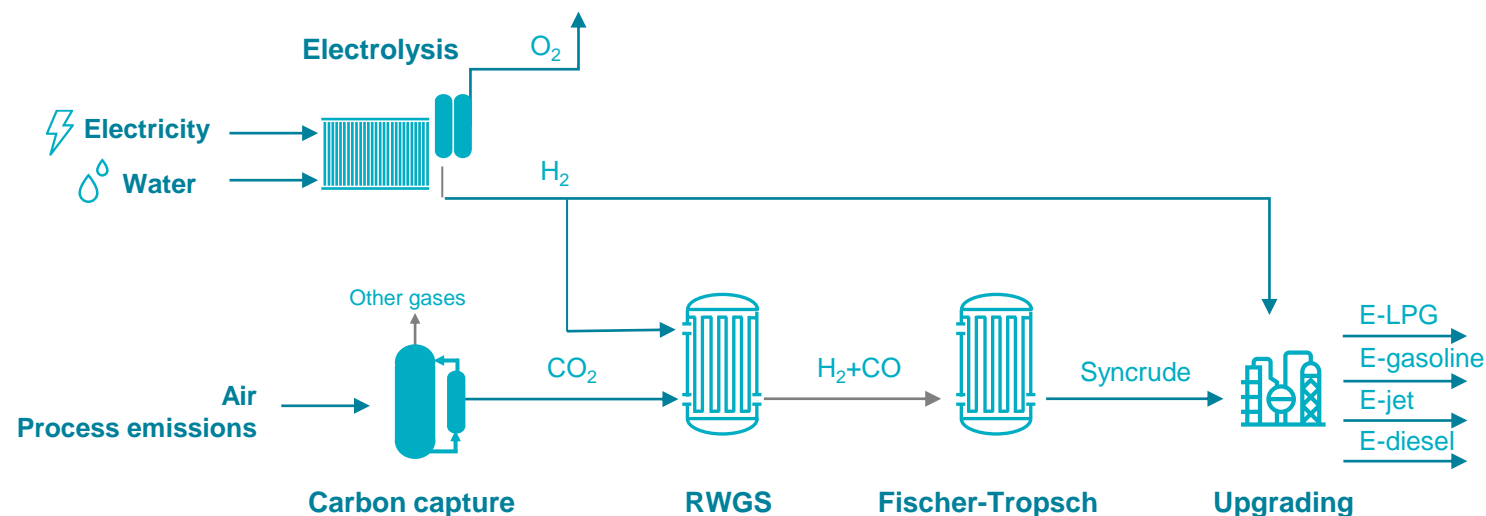 Electrolysis
O₂
Electricity
Water
H₂
Other gases
Air
Process emissions
CO₂
H₂+CO
Syncrude
E-LPG
E-gasoline
E-jet
E-diesel
Carbon capture
RWGS
Fischer-Tropsch
Upgrading